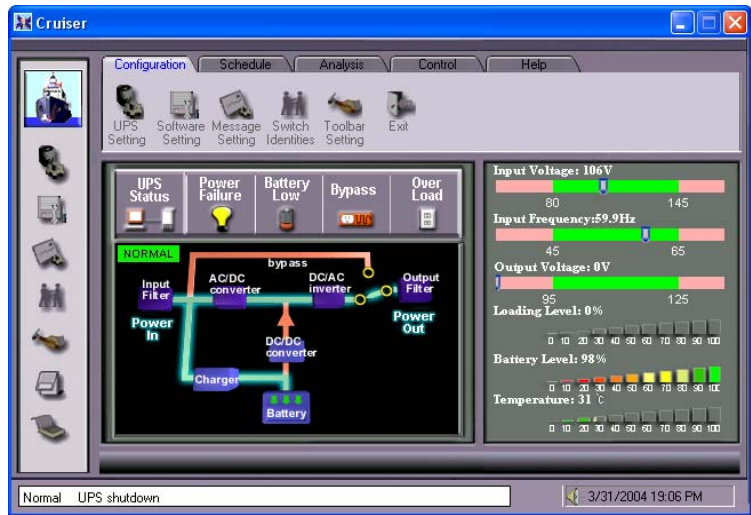 Cruiser
Configuration Schedule Analysis Control Help
UPS Setting
Software Setting
Message Setting
Switch Identities
Toolbar Setting
Exit
UPS Status
Power Failure
Battery Low
Bypass
Over Load
NORMAL
bypass
Input Filter
AC/DC converter
DC/AC inverter
Output Filter
Power In
Power Out
DC/DC converter
Charger
Battery
Input Voltage: 106V
80 145
Input Frequency:59.9Hz
45 65
Output Voltage: 0V
95 125
Loading Level: 0%
0 10 20 30 40 50 60 70 80 90 100
Battery Level: 98%
0 10 20 30 40 50 60 70 80 90 100
Temperature: 31 °C
0 10 20 30 40 50 60 70 80 90 100
Normal UPS shutdown
3/31/2004 19:06 PM